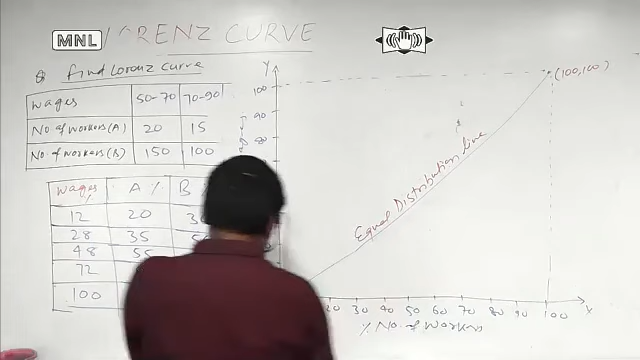 MNL
LORENZ CURVE
Q Find Lorenz Curve
Wages 50-70 70-90
No of workers(A) 20 15
No of workers(B) 150 100
Wages % A % B
12 20
28 35
48 55
72
100 100
Y
100
90
80
Equal Distribution line
(100,100)
20 30 40 50 60 70 80 90 100 X
% No. of Workers